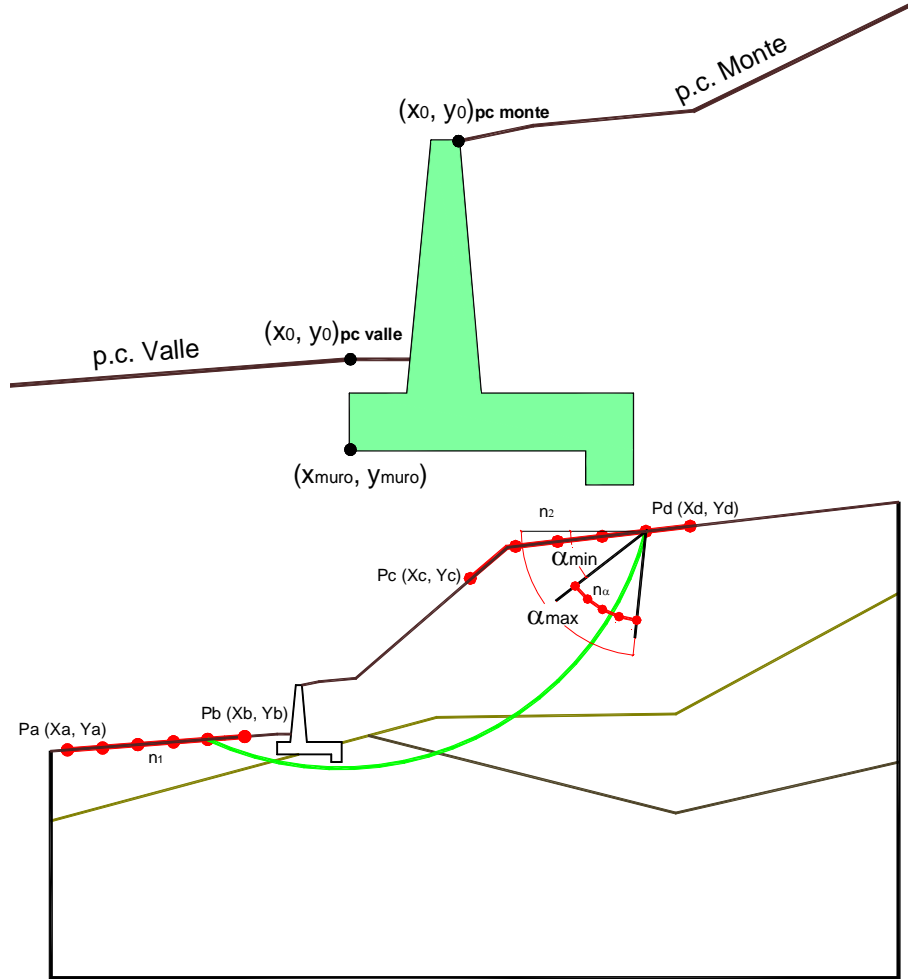 p.c. Monte
(x0, y0)pc monte
(x0, y0)pc valle
p.c. Valle
(xmuro, ymuro)
n2
Pd (Xd, Yd)
αmin
Pc (Xc, Yc)
nα
αmax
Pb (Xb, Yb)
Pa (Xa, Ya)
n1